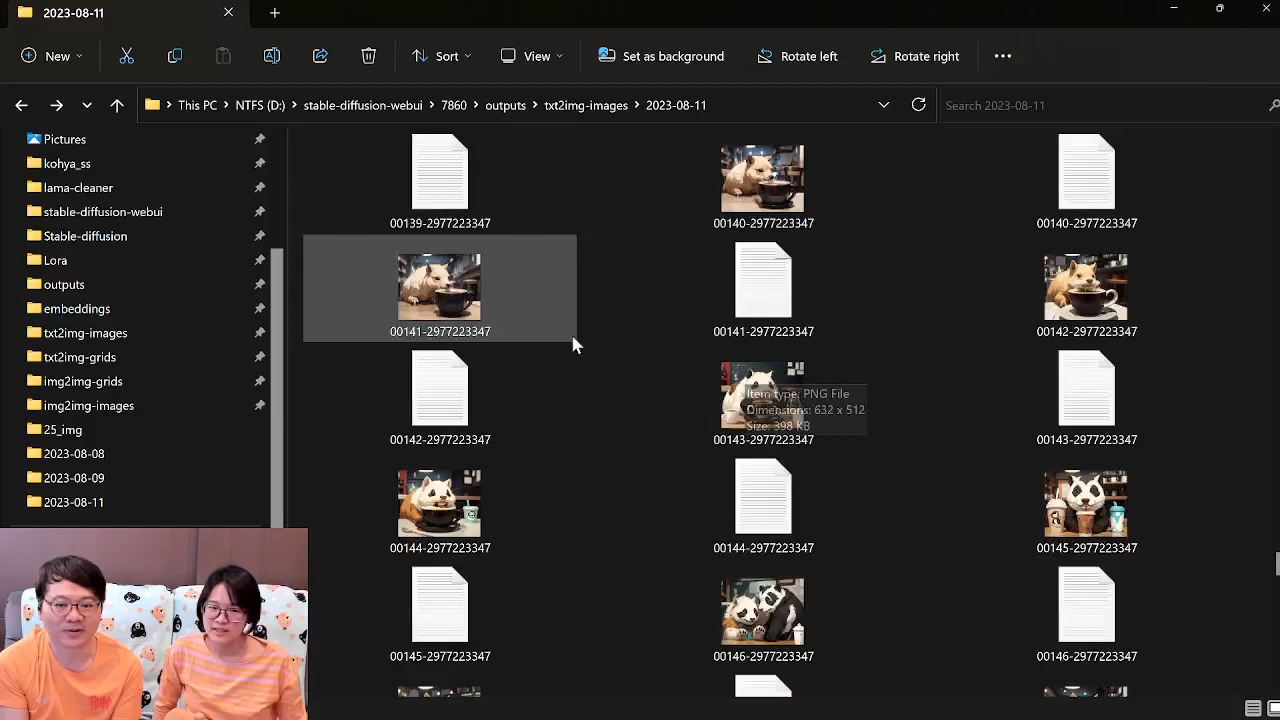 2023-08-11
New
Sort
View
Set as background
Rotate left
Rotate right
This PC
NTFS (D:)
stable-diffusion-webui
7860
outputs
txt2img-images
2023-08-11
Search 2023-08-11
Pictures
kohya_ss
lama-cleaner
stable-diffusion-webui
Stable-diffusion
Lora
outputs
embeddings
txt2img-images
txt2img-grids
img2img-grids
img2img-images
25_img
2023-08-08
2023-08-09
2023-08-11
00139-2977223347
00140-2977223347
00140-2977223347
00141-2977223347
00141-2977223347
00142-2977223347
00142-2977223347
00143-2977223347
00143-2977223347
Item type: PNG File
Dimensions: 632 x 512
Size: 398 KB
00144-2977223347
00144-2977223347
00145-2977223347
00145-2977223347
00146-2977223347
00146-2977223347